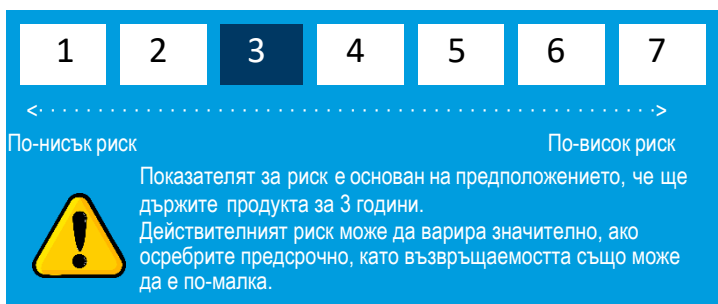 1 2 3 4 5 6 7
<· · · · · · · · · · · · · · · · · · · · · · · · · · · · · · · · · · · · · · · · · · · · · · · · · · · · · · ·>
По-нисък риск По-висок риск
Показателят за риск е основан на предположението, че ще
държите продукта за 3 години.
Действителният риск може да варира значително, ако
осребрите предсрочно, като възвръщаемостта също може
да е по-малка.